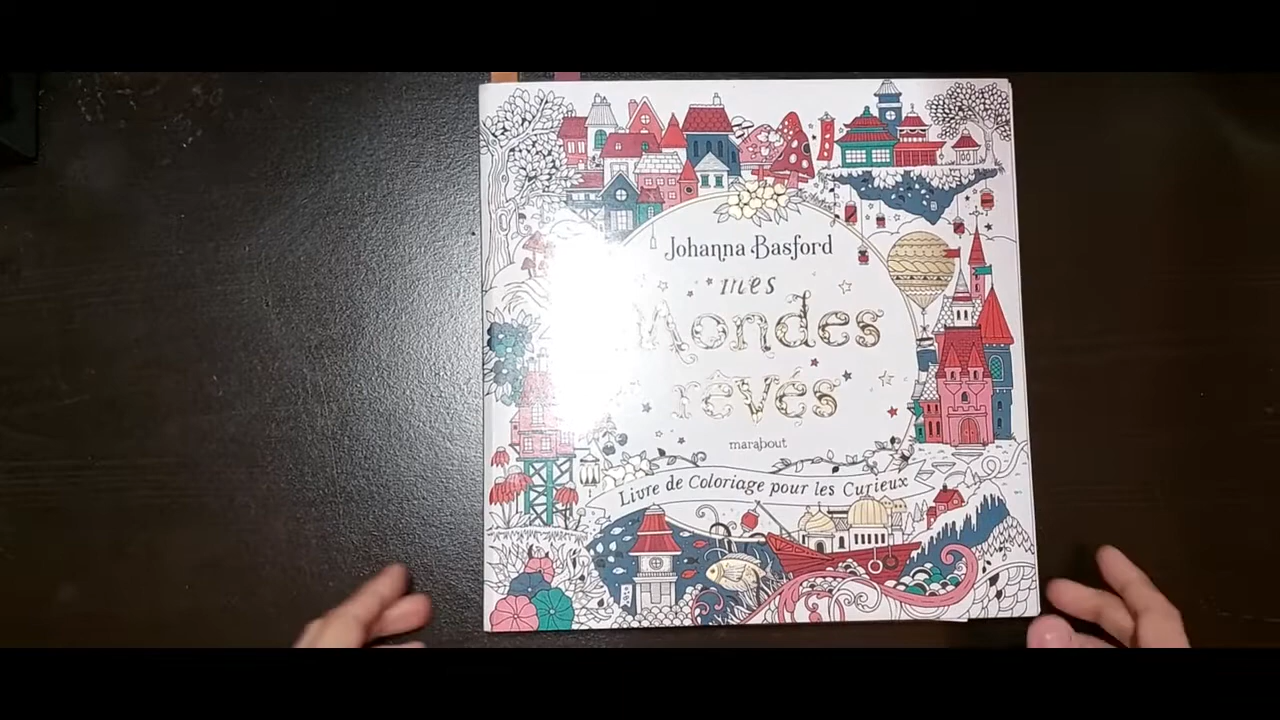 Johanna Basford
mes
Mondes
rêvés
marabout
Livre de Coloriage pour les Curieux